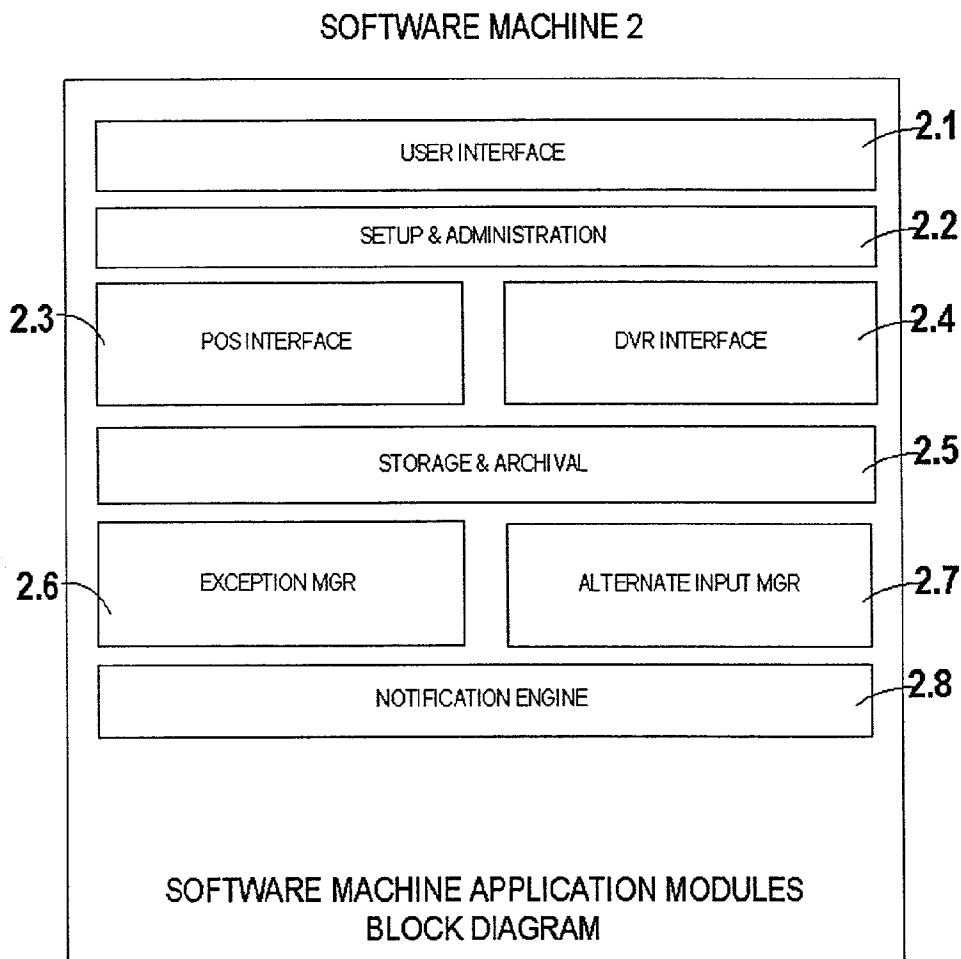 SOFTWARE MACHINE 2
USER INTERFACE
2.1
SETUP & ADMINISTRATION
2.2
2.3
POS INTERFACE
DVR INTERFACE
2.4
STORAGE & ARCHIVAL
2.5
2.6
EXCEPTION MGR
ALTERNATE INPUT MGR
2.7
NOTIFICATION ENGINE
2.8
SOFTWARE MACHINE APPLICATION MODULES
BLOCK DIAGRAM